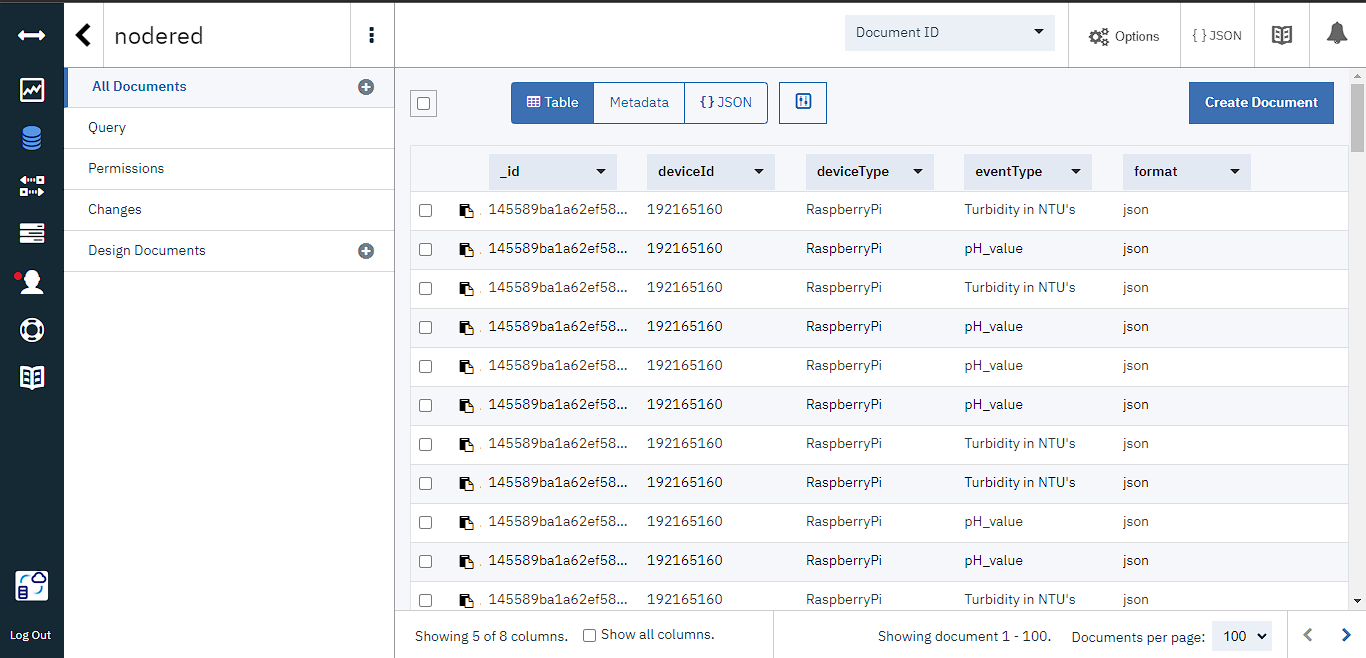 nodered
Document ID
Options
{ } JSON
All Documents
Query
Permissions
Changes
Design Documents
Log Out
Table
Metadata
{ } JSON
Create Document
_id deviceId deviceType eventType format
145589ba1a62ef58... 192165160 RaspberryPi Turbidity in NTU's json
145589ba1a62ef58... 192165160 RaspberryPi pH_value json
145589ba1a62ef58... 192165160 RaspberryPi Turbidity in NTU's json
145589ba1a62ef58... 192165160 RaspberryPi pH_value json
145589ba1a62ef58... 192165160 RaspberryPi pH_value json
145589ba1a62ef58... 192165160 RaspberryPi pH_value json
145589ba1a62ef58... 192165160 RaspberryPi Turbidity in NTU's json
145589ba1a62ef58... 192165160 RaspberryPi Turbidity in NTU's json
145589ba1a62ef58... 192165160 RaspberryPi pH_value json
145589ba1a62ef58... 192165160 RaspberryPi pH_value json
145589ba1a62ef58... 192165160 RaspberryPi Turbidity in NTU's json
Showing 5 of 8 columns. Show all columns. Showing document 1 - 100. Documents per page: 100